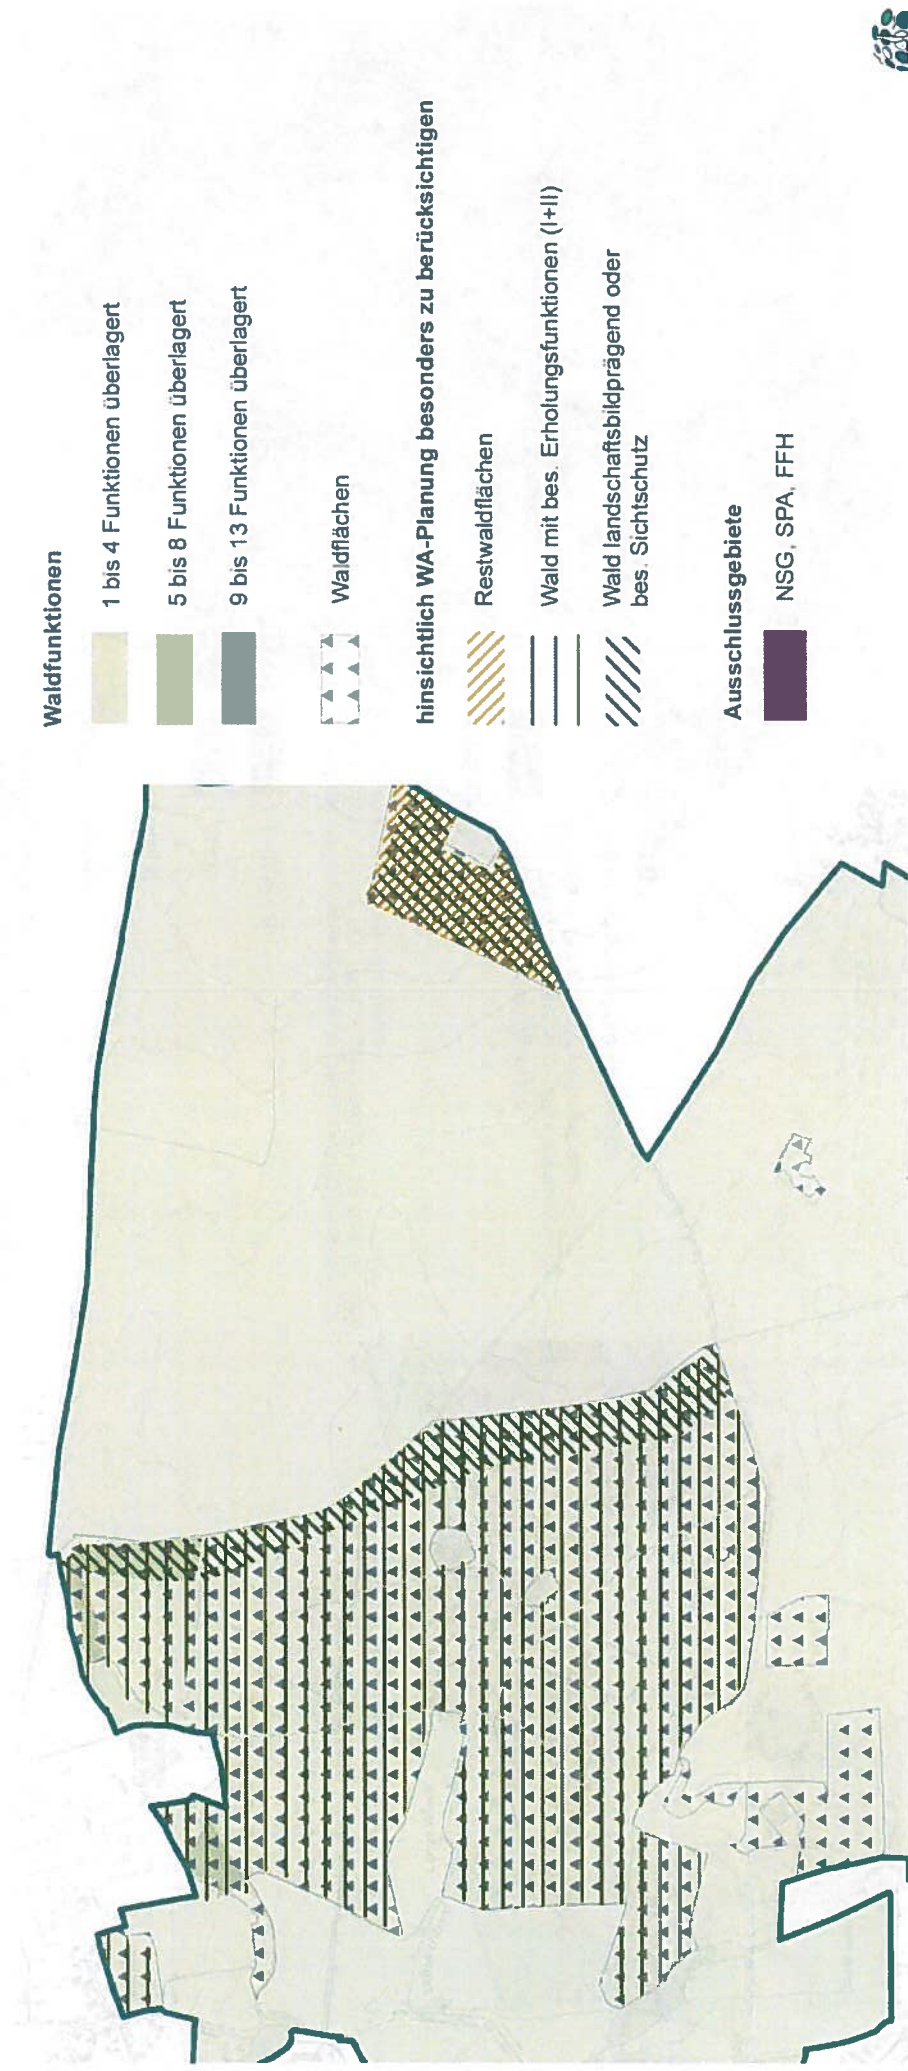 Waldfunktionen
1 bis 4 Funktionen überlagert
5 bis 8 Funktionen überlagert
9 bis 13 Funktionen überlagert
Waldflächen
hinsichtlich WA-Planung besonders zu berücksichtigen
Restwaldflächen
Wald mit bes. Erholungsfunktionen (I+II)
Wald landschaftsbildprägend oder
bes. Sichtschutz
Ausschlussgebiete
NSG, SPA, FFH